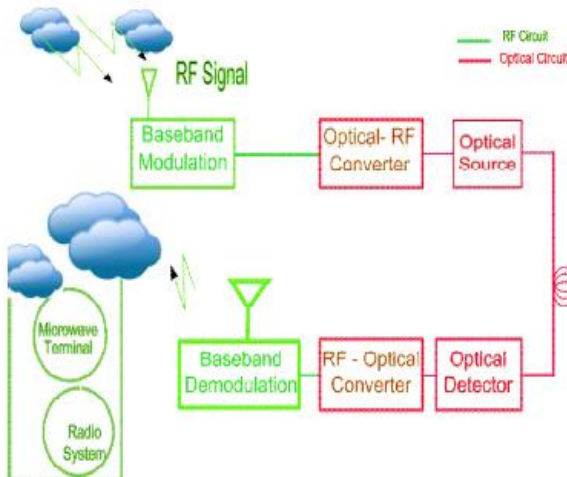 RF Circuit
Optical Circuit
RF Signal
Baseband
Modulation
Optical- RF
Converter
Optical
Source
Microwave
Terminal
Radio
System
Baseband
Demodulation
RF - Optical
Converter
Optical
Detector